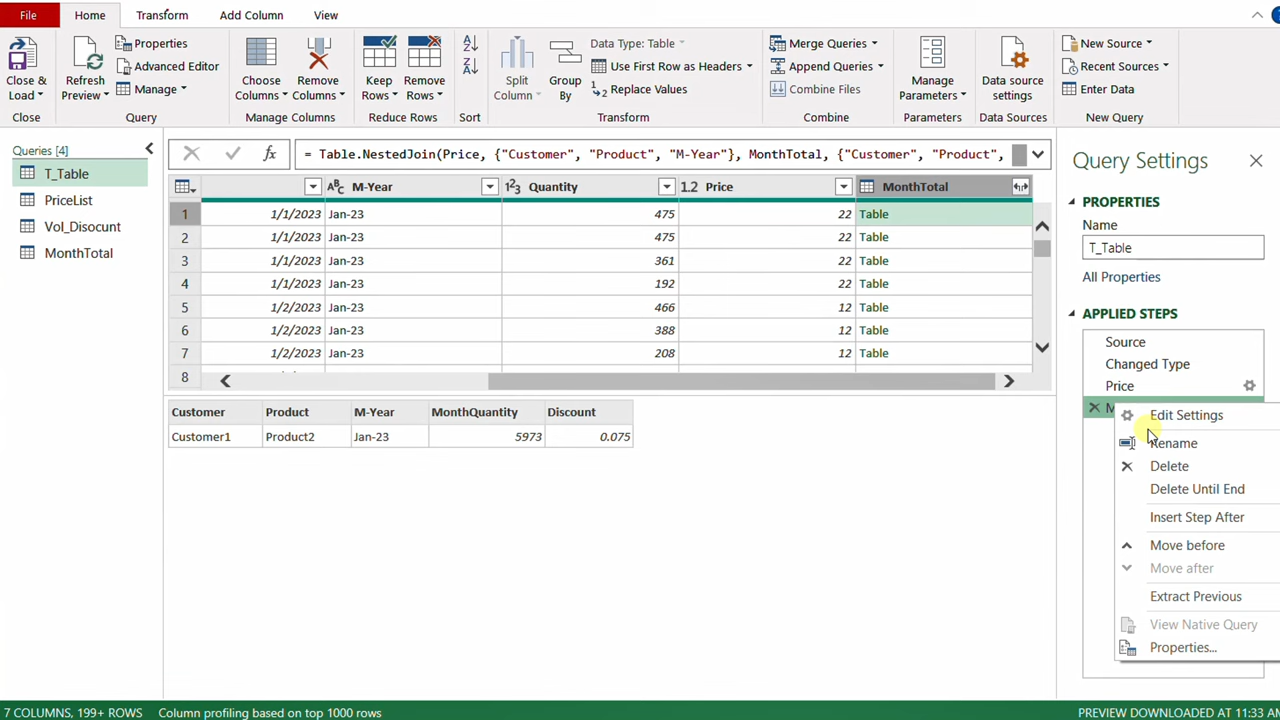 File Home Transform Add Column View
Close & Load
Close
Refresh Preview
Properties
Advanced Editor
Manage
Query
Choose Columns
Remove Columns
Manage Columns
Keep Rows
Remove Rows
Reduce Rows
Sort
Split Column
Group By
Data Type: Table
Use First Row as Headers
Replace Values
Transform
Merge Queries
Append Queries
Combine Files
Combine
Manage Parameters
Parameters
Data source settings
Data Sources
New Source
Recent Sources
Enter Data
New Query
Queries [4]
T_Table
PriceList
Vol_Disocunt
MonthTotal
fx = Table.NestedJoin(Price, {"Customer", "Product", "M-Year"}, MonthTotal, {"Customer", "Product",
ABC M-Year 123 Quantity 1.2 Price MonthTotal
1 1/1/2023 Jan-23 475 22 Table
2 1/1/2023 Jan-23 475 22 Table
3 1/1/2023 Jan-23 361 22 Table
4 1/1/2023 Jan-23 192 22 Table
5 1/2/2023 Jan-23 466 12 Table
6 1/2/2023 Jan-23 388 12 Table
7 1/2/2023 Jan-23 208 12 Table
8
Customer Product M-Year MonthQuantity Discount
Customer1 Product2 Jan-23 5973 0.075
Query Settings
PROPERTIES
Name
T_Table
All Properties
APPLIED STEPS
Source
Changed Type
Price
M
Edit Settings
Rename
Delete
Delete Until End
Insert Step After
Move before
Move after
Extract Previous
View Native Query
Properties...
7 COLUMNS, 199+ ROWS Column profiling based on top 1000 rows PREVIEW DOWNLOADED AT 11:33 AM